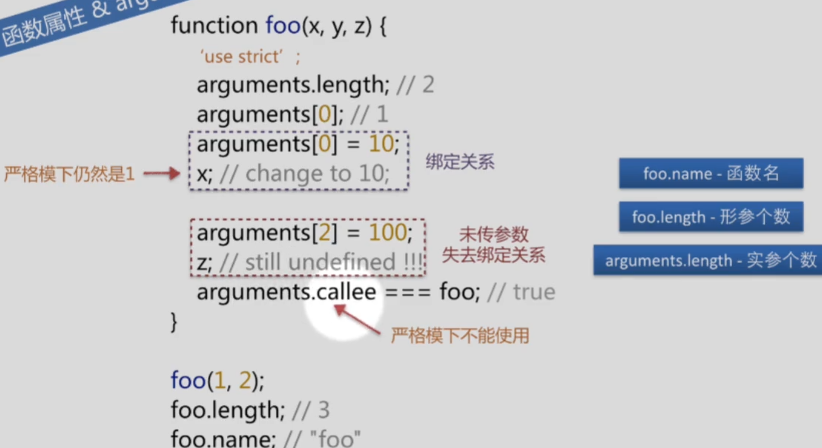 函数属性 & arg
function foo(x, y, z) {
'use strict' ;
arguments.length; // 2
arguments[0]; // 1
arguments[0] = 10;
x; // change to 10;
严格模下仍然是1
绑定关系
arguments[2] = 100;
z; // still undefined !!!
未传参数
失去绑定关系
arguments.callee === foo; // true
}
严格模下不能使用
foo(1, 2);
foo.length; // 3
foo.name; // "foo"
foo.name - 函数名
foo.length - 形参个数
arguments.length - 实参个数